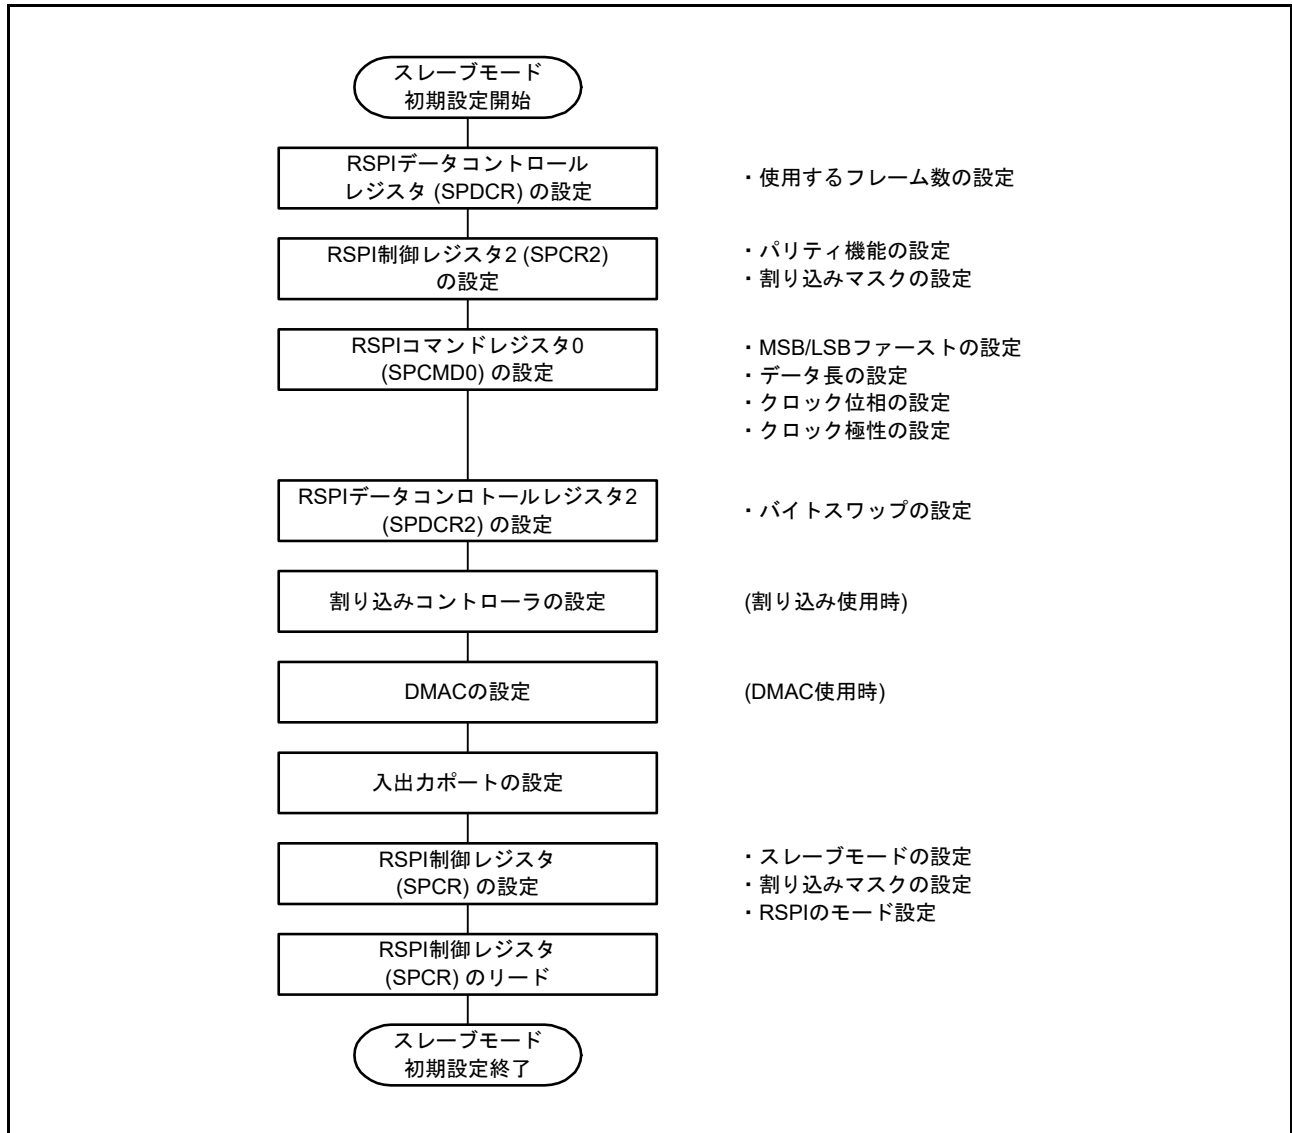 スレーブモード
初期設定開始
RSPIデータコントロール
レジスタ (SPDCR) の設定
・使用するフレーム数の設定
RSPI制御レジスタ2 (SPCR2)
の設定
・パリティ機能の設定
・割り込みマスクの設定
RSPIコマンドレジスタ0
(SPCMD0) の設定
・MSB/LSBファーストの設定
・データ長の設定
・クロック位相の設定
・クロック極性の設定
RSPIデータコンロトールレジスタ2
(SPDCR2) の設定
・バイトスワップの設定
割り込みコントローラの設定
(割り込み使用時)
DMACの設定
(DMAC使用時)
入出力ポートの設定
RSPI制御レジスタ
(SPCR) の設定
・スレーブモードの設定
・割り込みマスクの設定
・RSPIのモード設定
RSPI制御レジスタ
(SPCR) のリード
スレーブモード
初期設定終了